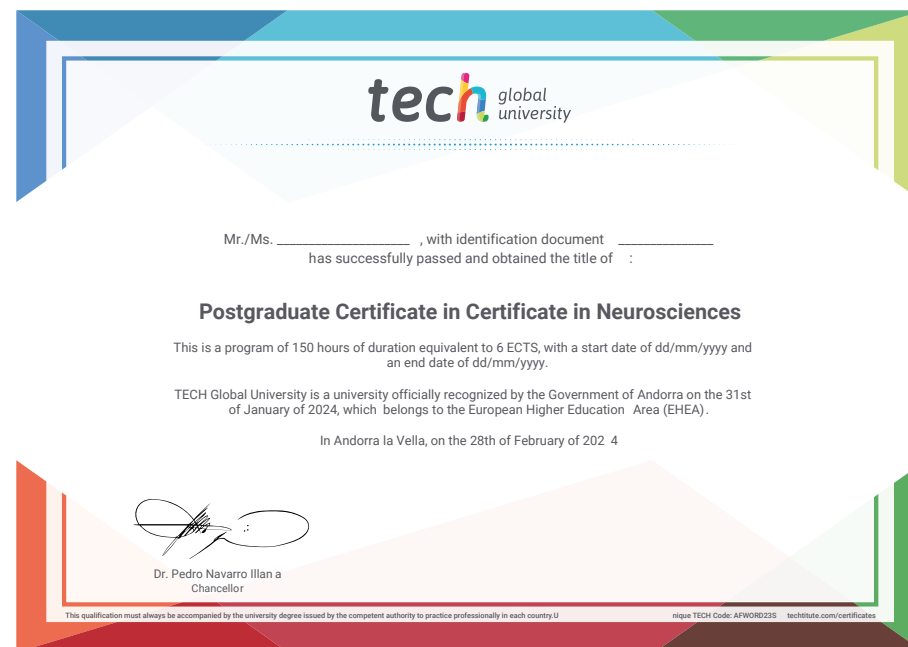 tech global
university
Mr./Ms. _____________________ , with identification document _______________
has successfully passed and obtained the title of :
Postgraduate Certificate in Certificate in Neurosciences
This is a program of 150 hours of duration equivalent to 6 ECTS, with a start date of dd/mm/yyyy and
an end date of dd/mm/yyyy.
TECH Global University is a university officially recognized by the Government of Andorra on the 31st
of January of 2024, which belongs to the European Higher Education Area (EHEA).
In Andorra la Vella, on the 28th of February of 202 4
Dr. Pedro Navarro Illan a
Chancellor
This qualification must always be accompanied by the university degree issued by the competent authority to practice professionally in each country.U nique TECH Code: AFWORD23S techtitute.com/certificates